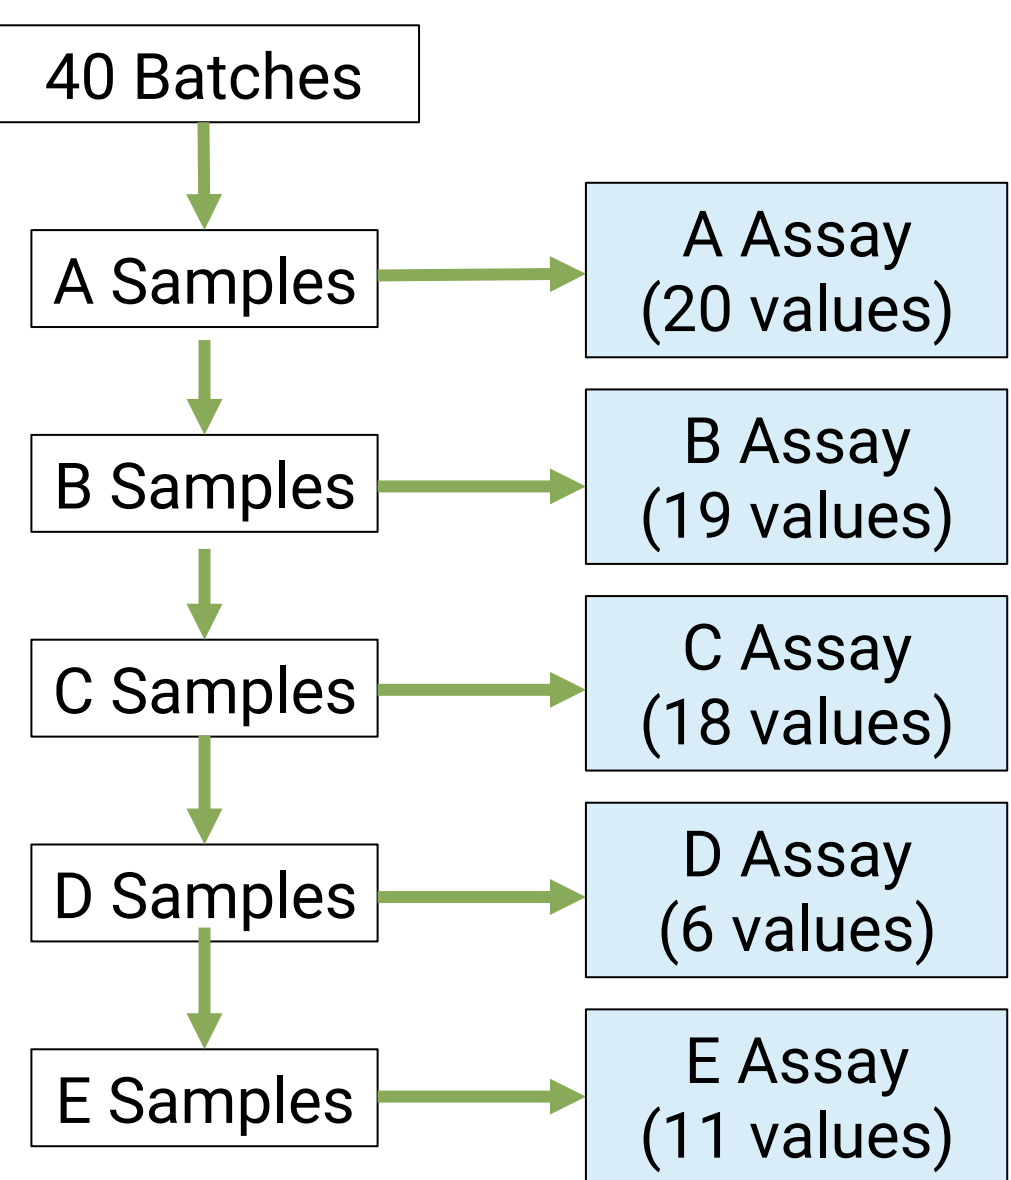 40 Batches
A Samples
A Assay
(20 values)
B Samples
B Assay
(19 values)
C Samples
C Assay
(18 values)
D Samples
D Assay
(6 values)
E Samples
E Assay
(11 values)